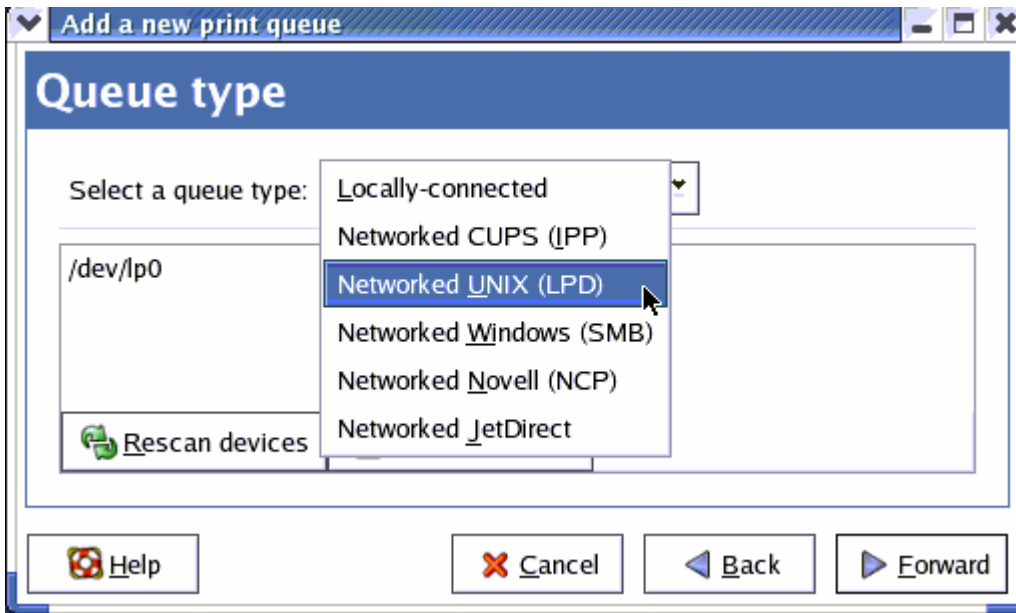 Add a new print queue
Queue type
Select a queue type:
Locally-connected
Networked CUPS (IPP)
Networked UNIX (LPD)
Networked Windows (SMB)
Networked Novell (NCP)
Networked JetDirect
/dev/lp0
Rescan devices
Help
Cancel
Back
Forward